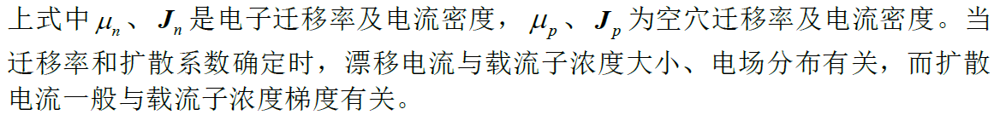 上式中 μn、Jn 是电子迁移率及电流密度，μp、Jp 为空穴迁移率及电流密度。当
迁移率和扩散系数确定时，漂移电流与载流子浓度大小、电场分布有关，而扩散
电流一般与载流子浓度梯度有关。